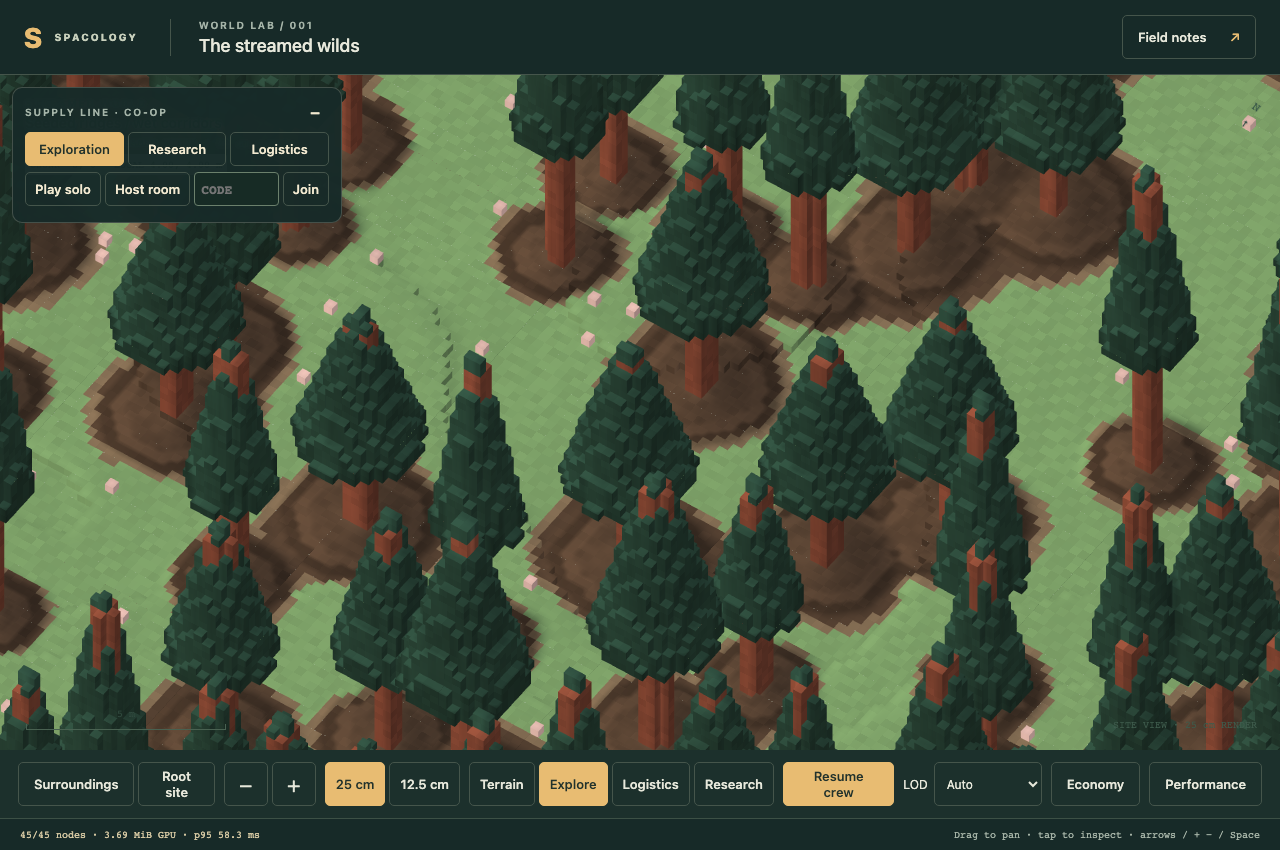 S SPACOLOGY
WORLD LAB / 001
The streamed wilds
Field notes ↗
SUPPLY LINE · CO-OP −
Exploration Research Logistics
Play solo Host room CODE Join
N
Surroundings Root site − + 25 cm 12.5 cm Terrain Explore Logistics Research Resume crew LOD Auto Economy Performance
45/45 nodes · 3.69 MiB GPU · p95 58.3 ms
Drag to pan · tap to inspect · arrows / + − / Space